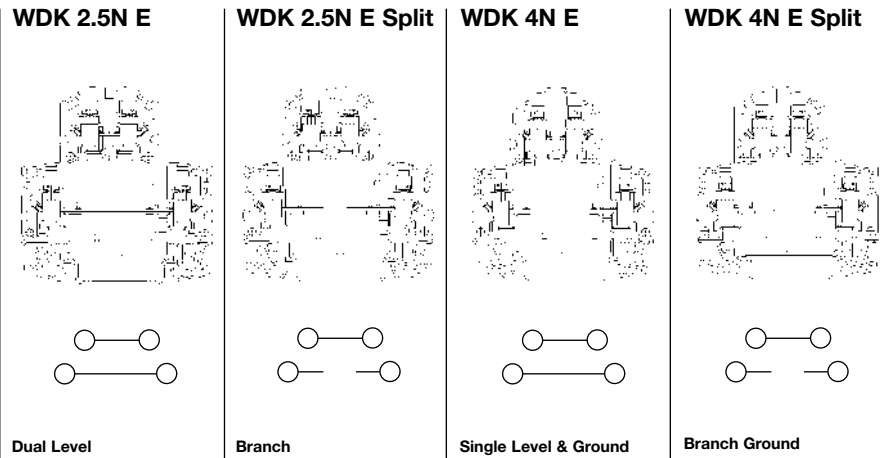 WDK 2.5N E
WDK 2.5N E Split
WDK 4N E
WDK 4N E Split
Dual Level
Branch
Single Level & Ground
Branch Ground